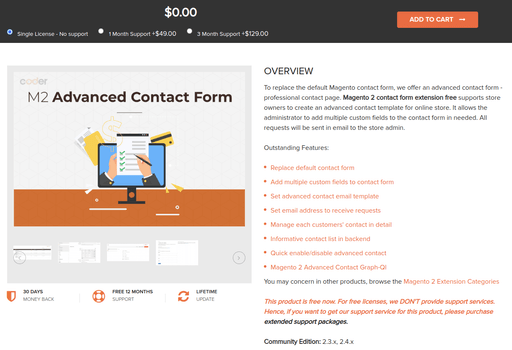 $0.00
Single License - No support
1 Month Support +$49.00
3 Month Support +$129.00
ADD TO CART
coder
M2 Advanced Contact Form
30 DAYS
MONEY BACK
FREE 12 MONTHS
SUPPORT
LIFETIME
UPDATE
OVERVIEW
To replace the default Magento contact form, we offer an advanced contact form -
professional contact page. Magento 2 contact form extension free supports store
owners to create an advanced contact template for online store. It allows the
administrator to add multiple custom fields to the contact form in needed. All
requests will be sent in email to the store admin.
Outstanding Features:
Replace default contact form
Add multiple custom fields to contact form
Set advanced contact email template
Set email address to receive requests
Manage each customers' contact in detail
Informative contact list in backend
Quick enable/disable advanced contact
Magento 2 Advanced Contact Graph-QI
You may concern in other products, browse the Magento 2 Extension Categories
This product is free now. For free licenses, we DON'T provide support services.
Hence, if you want to get our support service for this product, please purchase
extended support packages.
Community Edition: 2.3.x, 2.4.x